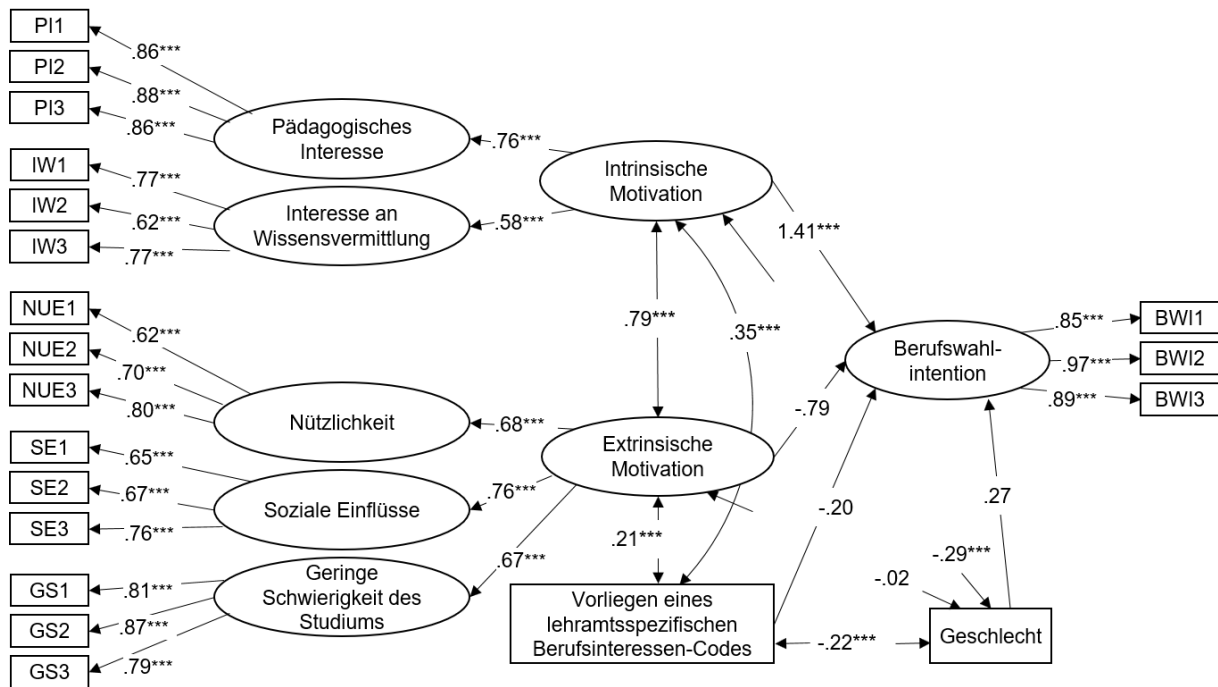 PI1
.86***
PI2
.88***
PI3
.86***
Pädagogisches
Interesse
.76***
Intrinsische
Motivation
IW1
.77***
IW2
.62***
IW3
.77***
Interesse an
Wissensvermittlung
.58***
1.41***
NUE1
.62***
NUE2
.70***
NUE3
.80***
Nützlichkeit
.68***
.79***
.35***
Berufswahl-
intention
.85***
BWI1
.97***
BWI2
.89***
BWI3
-.79
Extrinsische
Motivation
SE1
.65***
SE2
.67***
SE3
.76***
Soziale Einflüsse
.76***
-.20
.27
.21***
.67***
GS1
.81***
GS2
.87***
GS3
.79***
Geringe
Schwierigkeit des
Studiums
Vorliegen eines
lehramtsspezifischen
Berufsinteressen-Codes
-.29***
-.02
-.22***
Geschlecht